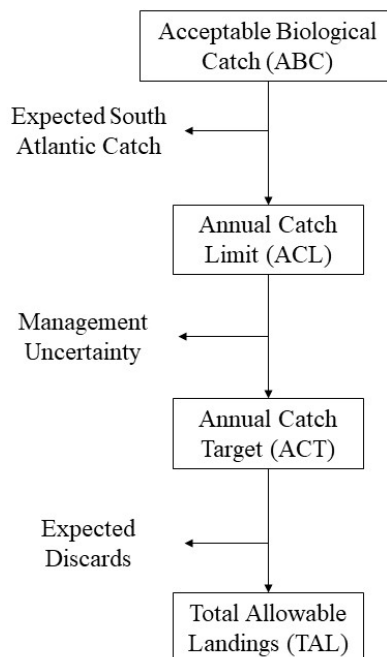 Acceptable Biological
Catch (ABC)
Expected South
Atlantic Catch
Annual Catch
Limit (ACL)
Management
Uncertainty
Annual Catch
Target (ACT)
Expected
Discards
Total Allowable
Landings (TAL)